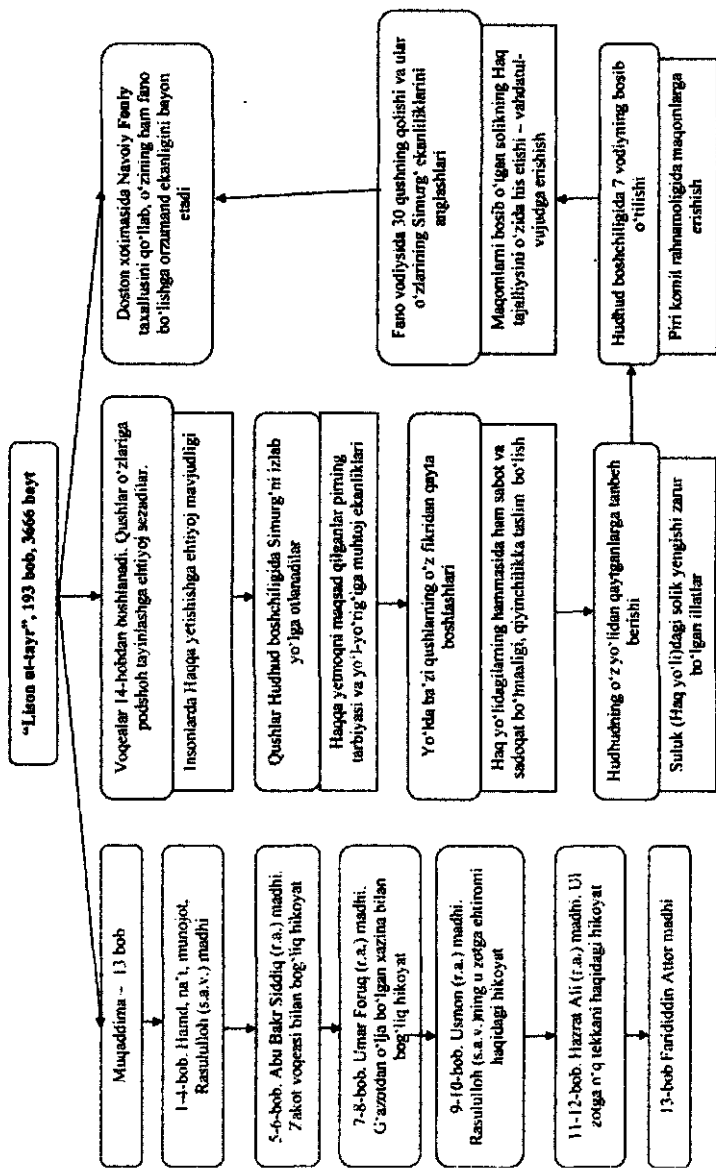 “Lison ut-tayr”, 193 bob, 3666 bayt
Muqaddima – 13 bob
1-4-bob. Hamd, na‘t, munojot,
Rasululloh (s.a.v.) madhi
5-6-bob. Abu Bakr Siddiq (r.a.) madhi.
Zakot voqeasi bilan bog‘liq hikoyat
7-8-bob. Umar Foruq (r.a.) madhi.
G‘azotdan o‘lja bo‘lgan xazina bilan
bog‘liq hikoyat
9-10-bob. Usmon (r.a.) madhi.
Rasululloh (s.a.v.)ning u zotga ehtiromi
haqidagi hikoyat
11-12-bob. Hazrat Ali (r.a.) madhi. Ul
zotga o‘q tekkani haqidagi hikoyat
13-bob Farididdin Attor madhi
Voqealar 14-bobdan boshlanadi. Qushlar o‘zlariga
podshoh tayinlashga ehtiyoj sezadilar.
Insonlarda Haqqa yetishishga ehtiyoj mavjudligi
Qushlar Hudhud boshchiligida Simurg‘ni izlab
yo‘lga otlanadilar
Haqqa yetmoqni maqsad qilganlar pirning
tarbiyasi va yo‘l-yo‘rig‘iga muhtoj ekanliklari
Yo‘lda ba’zi qushlarning o‘z fikridan qayta
boshlashlari
Haq yo‘lidagilarning hammasida ham sabot va
sadoqat bo‘lmasligi, qiyinchilikka taslim bo‘lish
Hudhudning o‘z yo‘lidan qaytganlarga tanbeh
berishi
Suluk (Haq yo‘li)dagi solik yengishi zarur
bo‘lgan illatlar
Doston xotimasida Navoiy Foniy
taxallusini qo‘llab, o‘zining ham fano
bo‘lishga orzumand ekanligini bayon
etadi
Fano vodiysida 30 qushning qolishi va ular
o‘zlarining Simurg‘ ekanliliklarini
anglashlari
Maqomlarni bosib o‘tgan solikning Haq
tajalliysini o‘zida his etishi – vahdatul-
vujudga erishish
Hudhud boshchiligida 7 vodiyning bosib
o‘tilishi
Piri komil rahnamoligida maqomlarga
erishish